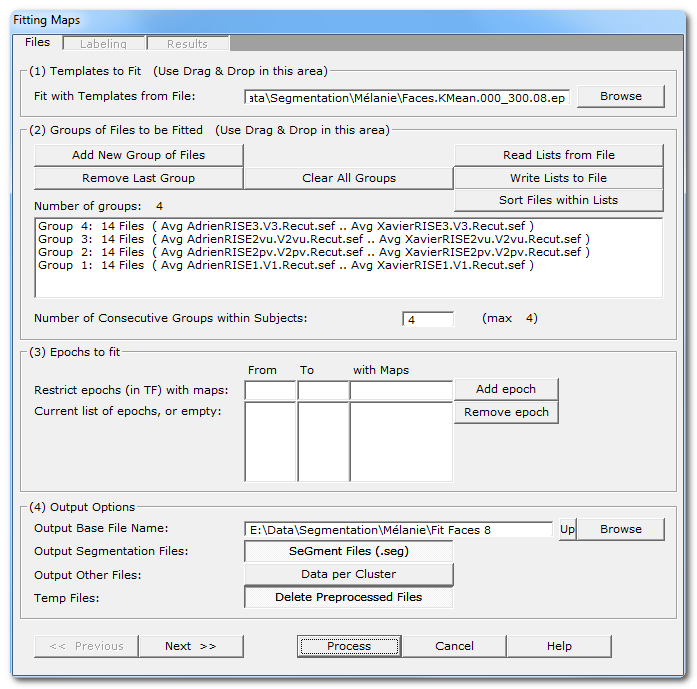 Fitting Maps
Files Labeling Results
(1) Templates to Fit (Use Drag & Drop in this area)
Fit with Templates from File: ata\Segmentation\Mélanie\Faces.KMean.000_300.08.ep Browse
(2) Groups of Files to be Fitted (Use Drag & Drop in this area)
Add New Group of Files Read Lists from File
Remove Last Group Clear All Groups Write Lists to File
Sort Files within Lists
Number of groups: 4
Group 4: 14 Files ( Avg AdrienRISE3.V3.Recut.sef .. Avg XavierRISE3.V3.Recut.sef )
Group 3: 14 Files ( Avg AdrienRISE2vu.V2vu.Recut.sef .. Avg XavierRISE2vu.V2vu.Recut.sef )
Group 2: 14 Files ( Avg AdrienRISE2pv.V2pv.Recut.sef .. Avg XavierRISE2pv.V2pv.Recut.sef )
Group 1: 14 Files ( Avg AdrienRISE1.V1.Recut.sef .. Avg XavierRISE1.V1.Recut.sef )
Number of Consecutive Groups within Subjects: 4 (max 4)
(3) Epochs to fit
From To with Maps
Restrict epochs (in TF) with maps: Add epoch
Current list of epochs, or empty: Remove epoch
(4) Output Options
Output Base File Name: E:\Data\Segmentation\Mélanie\Fit Faces 8 Up Browse
Output Segmentation Files: SeGment Files (.seg)
Output Other Files: Data per Cluster
Temp Files: Delete Preprocessed Files
<< Previous Next >> Process Cancel Help